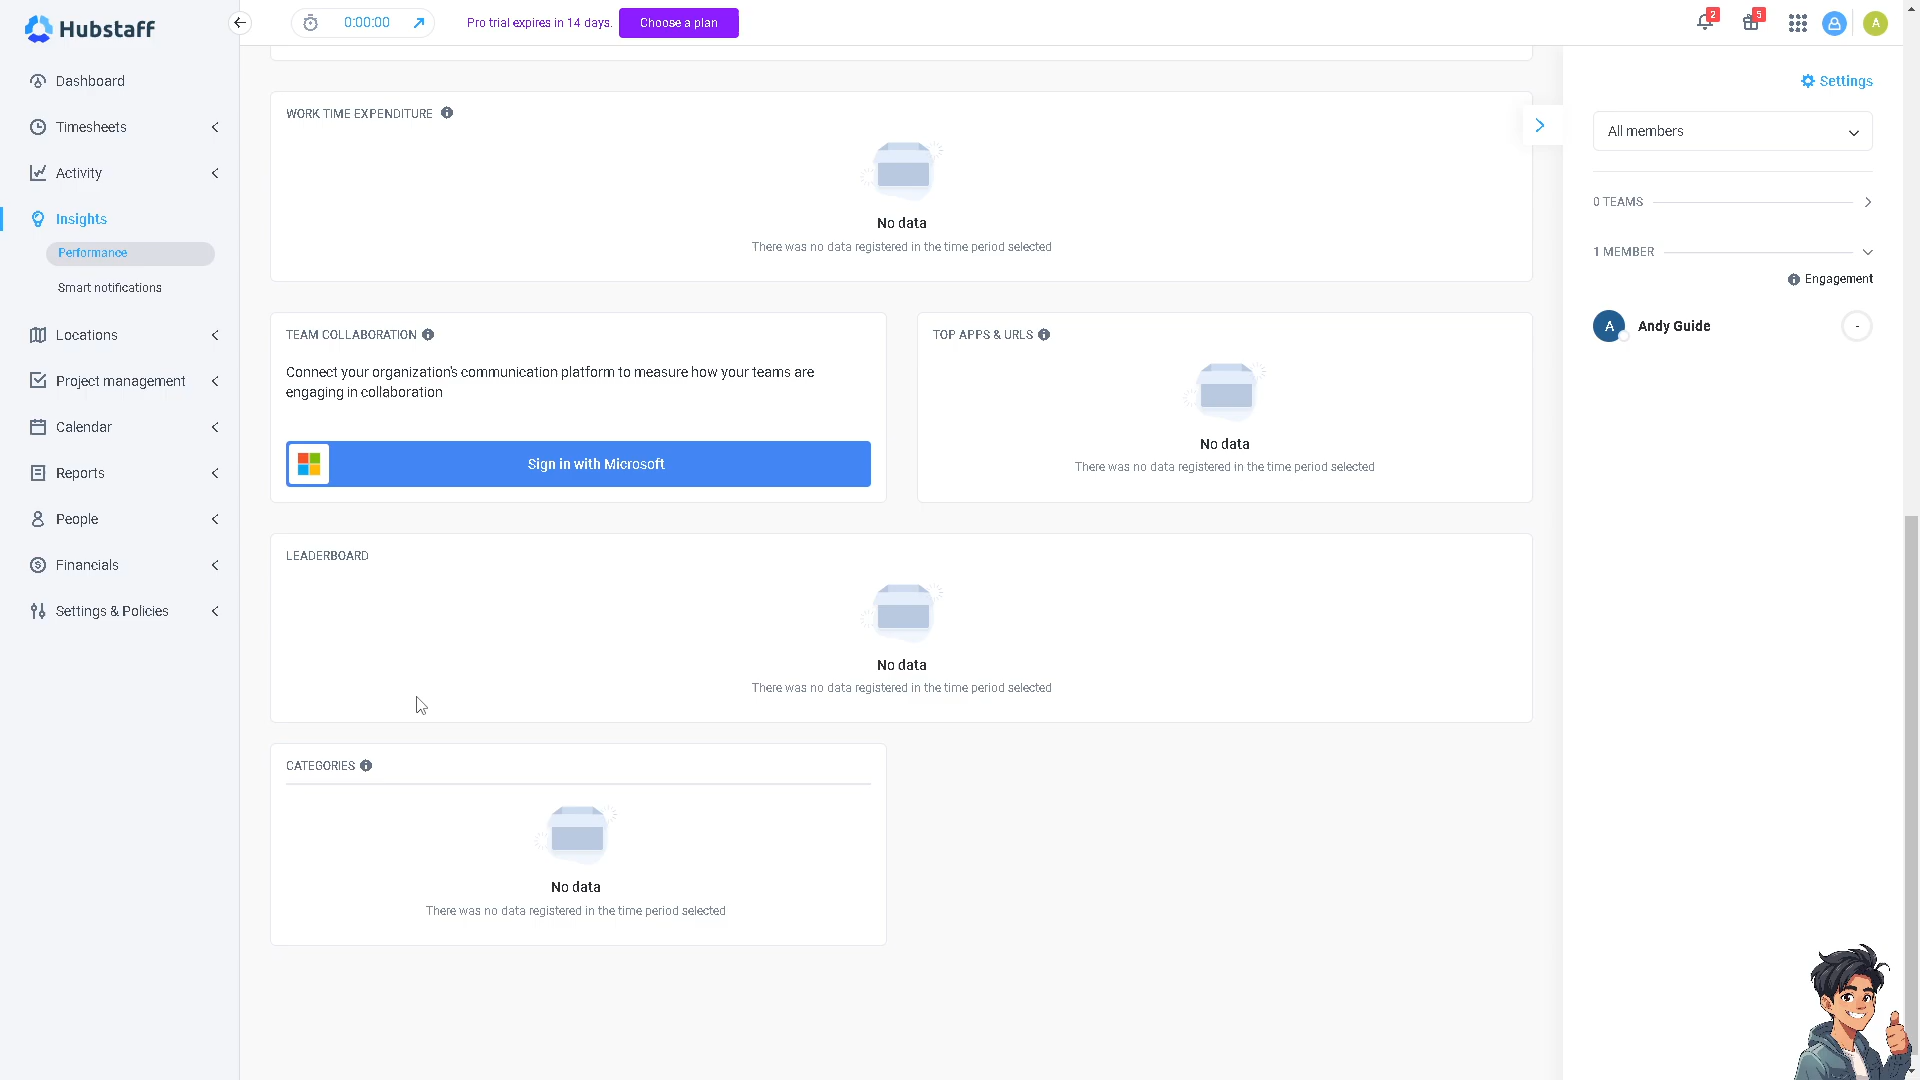 Hubstaff
0:00:00
Pro trial expires in 14 days.
Choose a plan
2
5
A
Dashboard
Timesheets
Activity
Insights
Performance
Smart notifications
Locations
Project management
Calendar
Reports
People
Financials
Settings & Policies
WORK TIME EXPENDITURE
No data
There was no data registered in the time period selected
TEAM COLLABORATION
Connect your organization's communication platform to measure how your teams are
engaging in collaboration
Sign in with Microsoft
TOP APPS & URLS
No data
There was no data registered in the time period selected
LEADERBOARD
No data
There was no data registered in the time period selected
CATEGORIES
No data
There was no data registered in the time period selected
Settings
All members
0 TEAMS
1 MEMBER
Engagement
A
Andy Guide
-